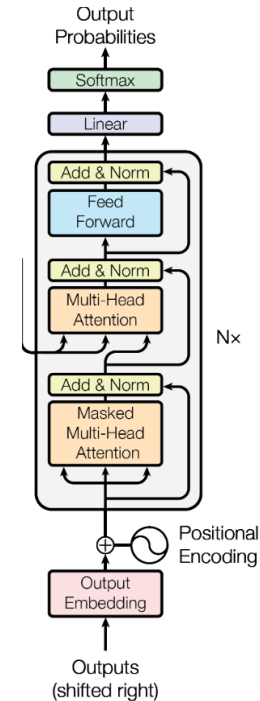 Output
Probabilities
Softmax
Linear
Add & Norm
Feed
Forward
Add & Norm
Multi-Head
Attention
N×
Add & Norm
Masked
Multi-Head
Attention
Positional
Encoding
Output
Embedding
Outputs
(shifted right)